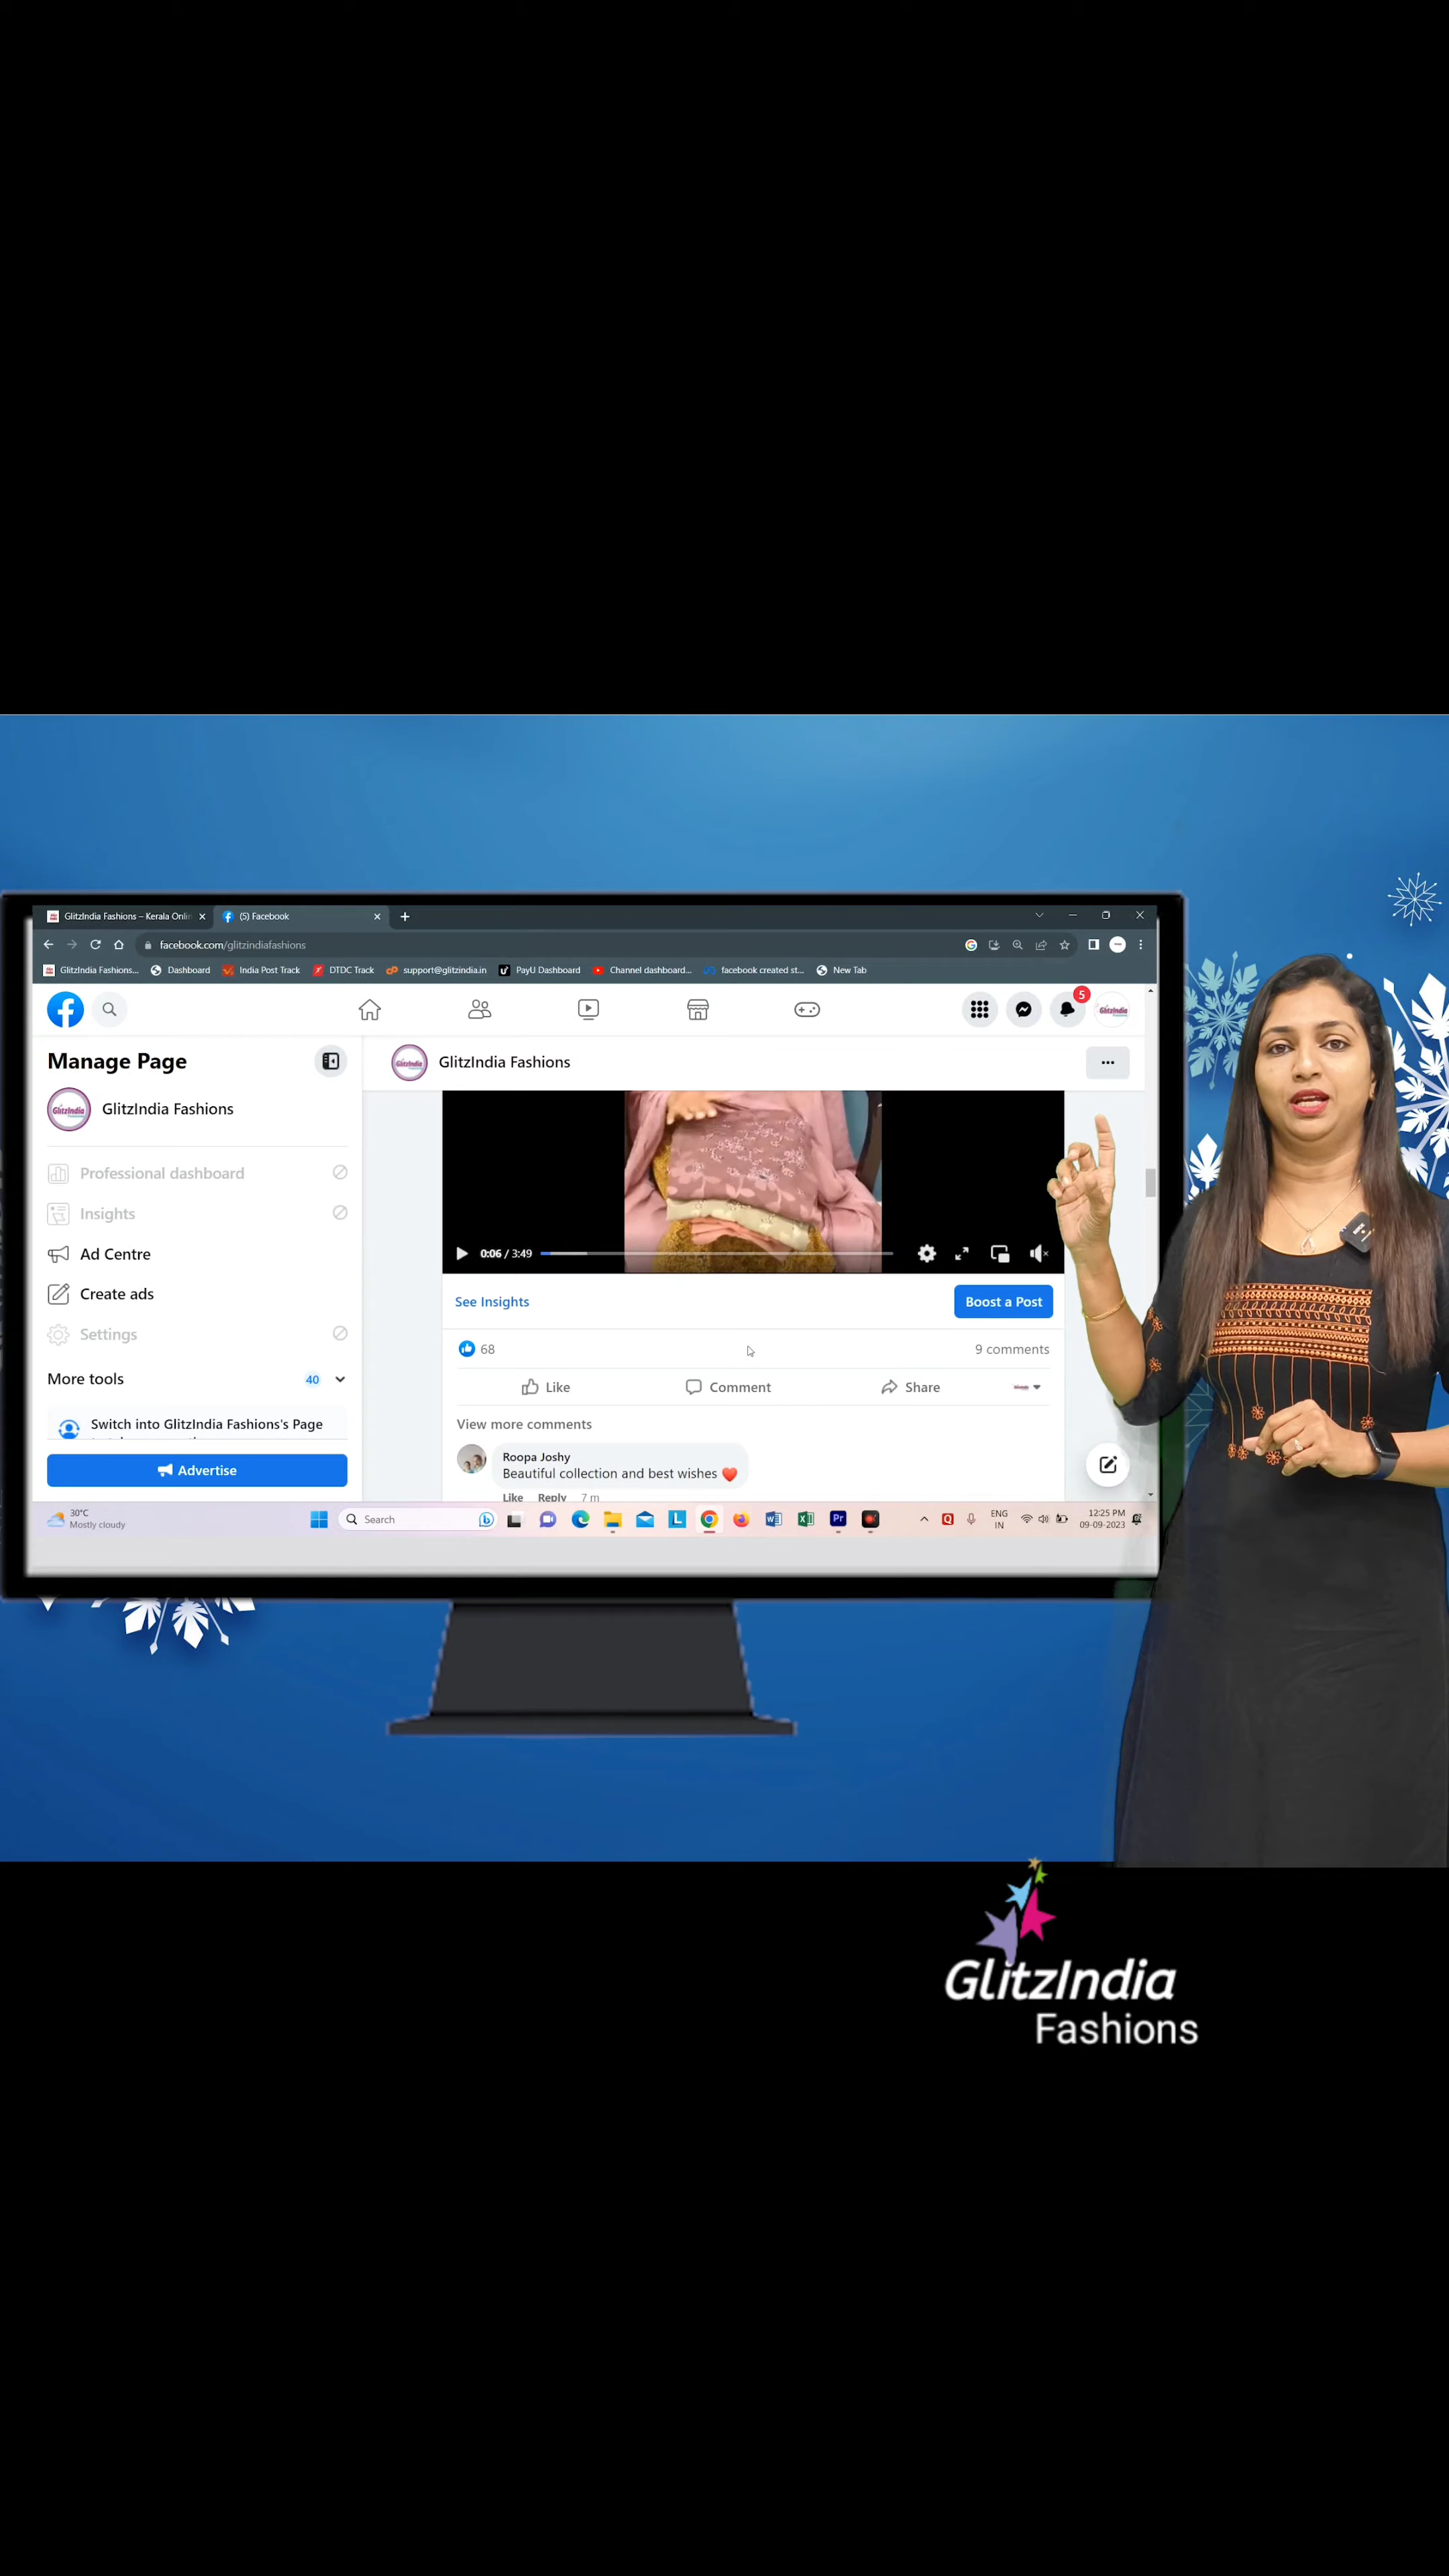 GlitzIndia Fashions – Kerala Onlin
(5) Facebook
facebook.com/glitzindiafashions
GlitzIndia Fashions...
Dashboard
India Post Track
DTDC Track
support@glitzindia.in
PayU Dashboard
Channel dashboard...
facebook created st...
New Tab
5
GlitzIndia
Manage Page
GlitzIndia Fashions
GlitzIndia
GlitzIndia Fashions
Professional dashboard
Insights
Ad Centre
Create ads
Settings
More tools 40
Switch into GlitzIndia Fashions's Page
Advertise
0:06 / 3:49
See Insights
Boost a Post
68
9 comments
Like
Comment
Share
View more comments
Roopa Joshy
Beautiful collection and best wishes ❤️
Like Reply 7 m
30°C
Mostly cloudy
Search
L
Pr
ENG
IN
12:25 PM
09-09-2023
GlitzIndia
Fashions